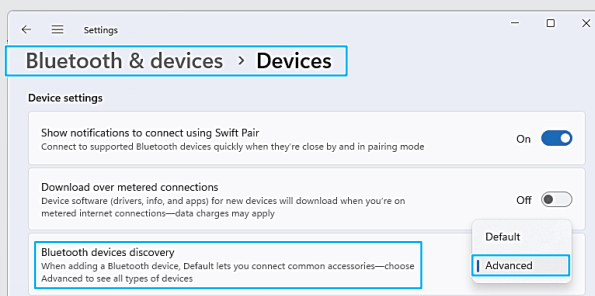 Settings
Bluetooth & devices › Devices
Device settings
Show notifications to connect using Swift Pair
Connect to supported Bluetooth devices quickly when they're close by and in pairing mode
On
Download over metered connections
Device software (drivers, info, and apps) for new devices will download when you're on
metered internet connections—data charges may apply
Off
Bluetooth devices discovery
When adding a Bluetooth device, Default lets you connect common accessories—choose
Advanced to see all types of devices
Default
Advanced